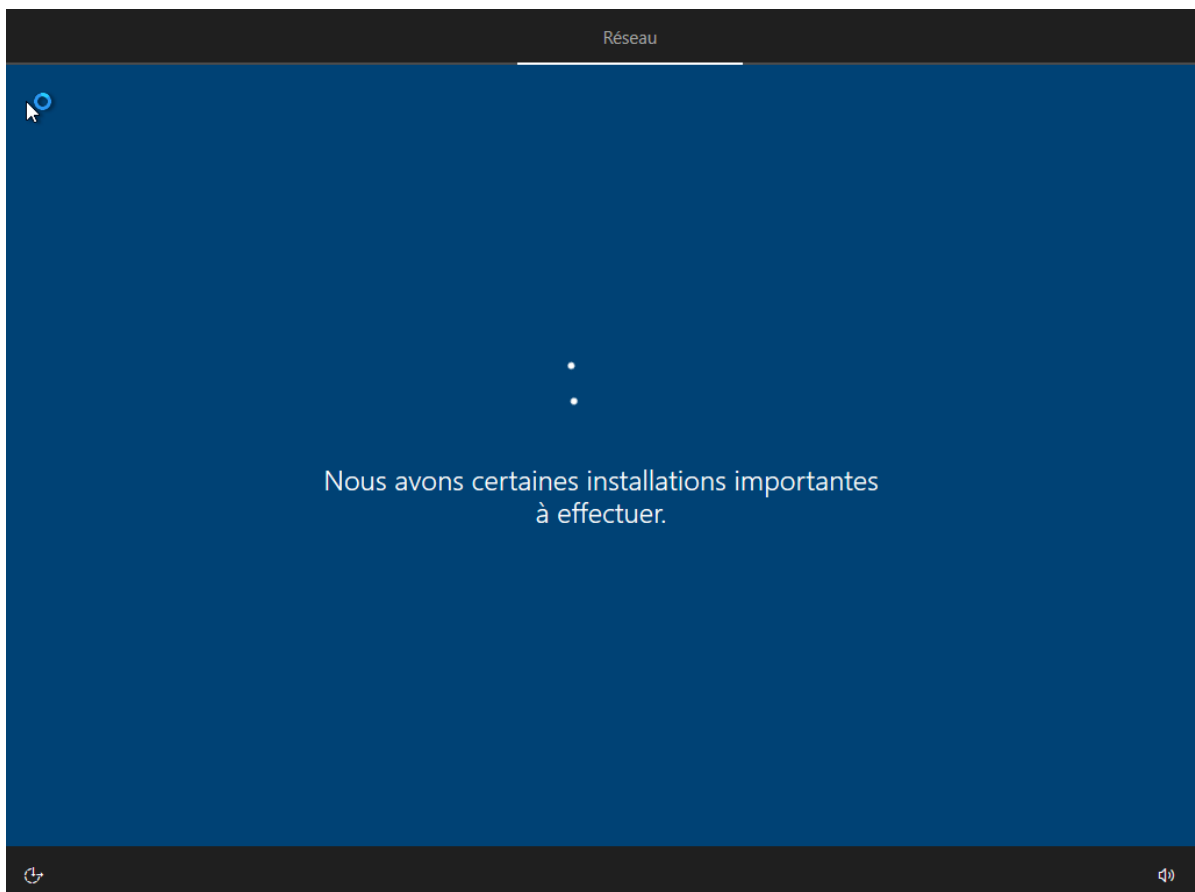 Réseau
Nous avons certaines installations importantes
à effectuer.